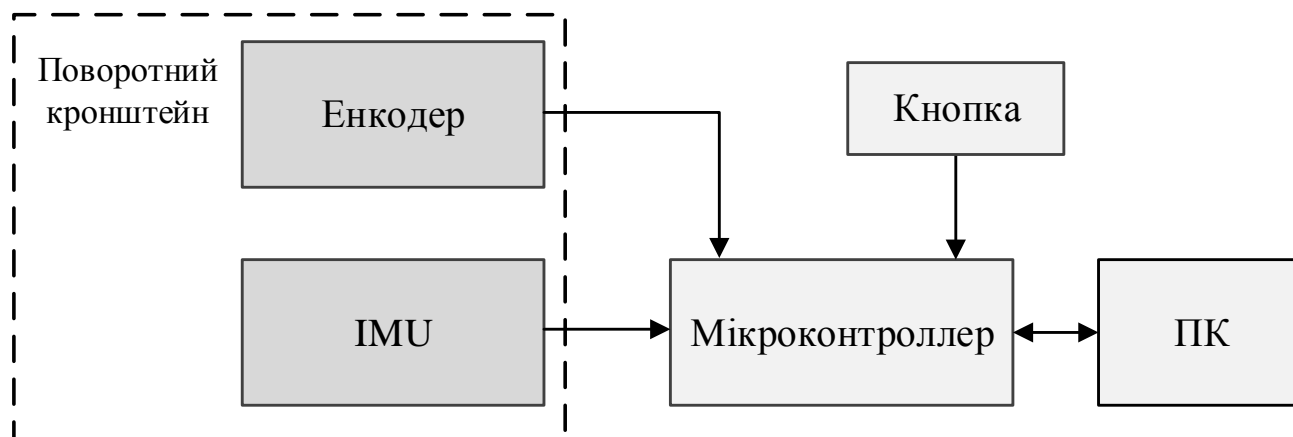 Поворотний
кронштейн
Енкодер
Кнопка
IMU
Мікроконтроллер
ПК